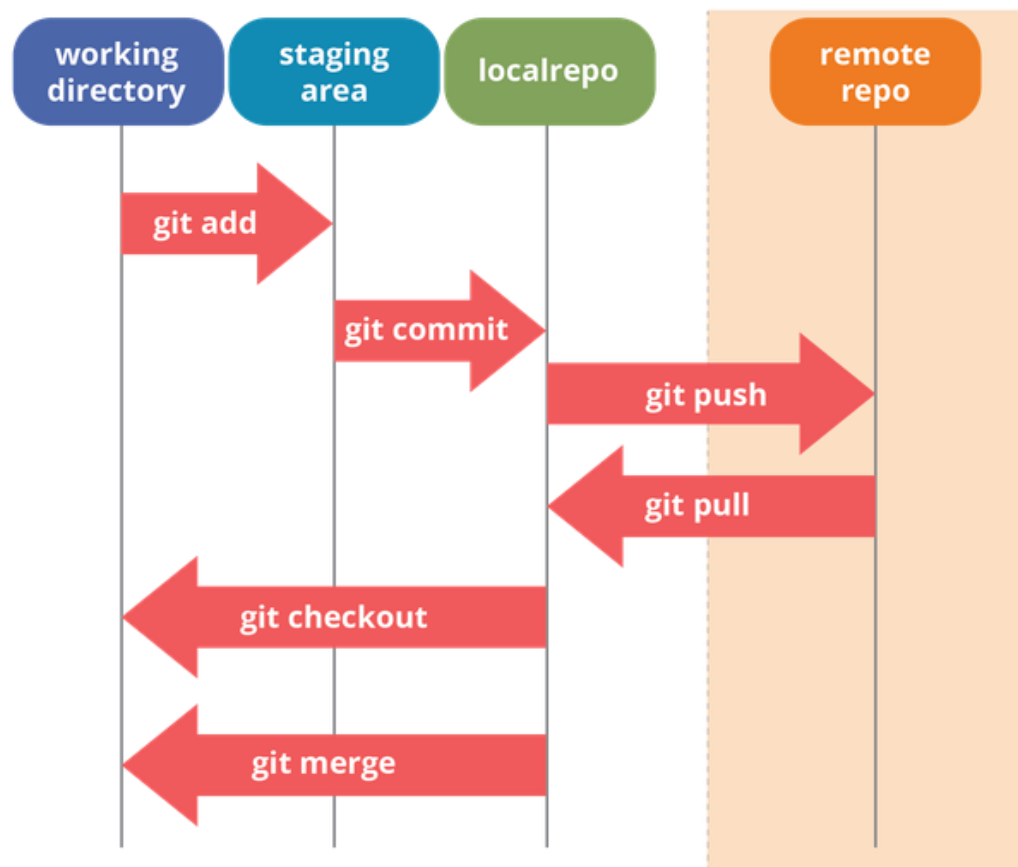 working
directory
staging
area
localrepo
remote
repo
git add
git commit
git push
git pull
git checkout
git merge